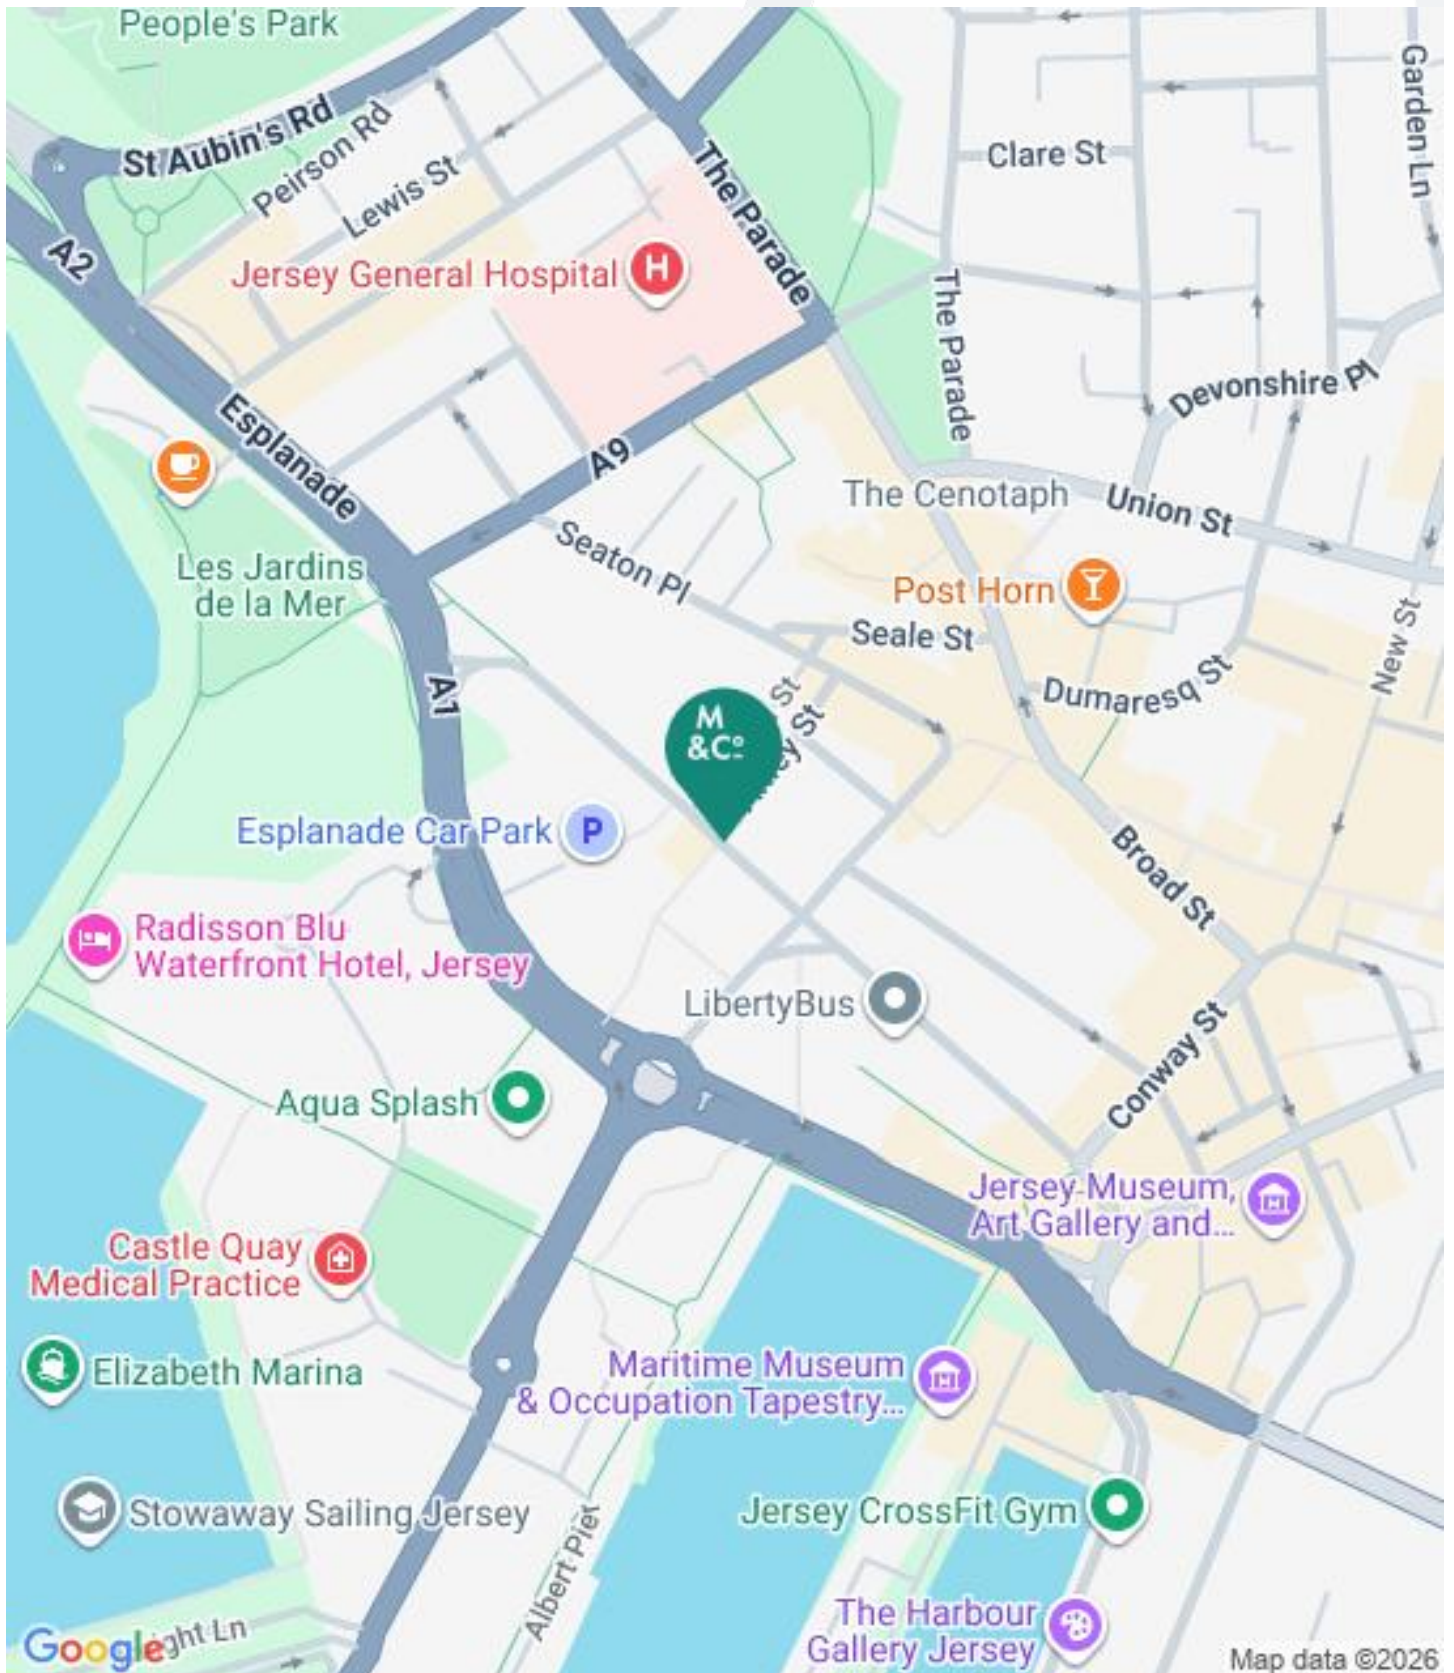 People's Park
St Aubin's Rd
Peirson Rd
Lewis St
The Parade
Clare St
Garden Ln
A2
Jersey General Hospital
H
The Parade
Devonshire Pl
Esplanade
A9
The Cenotaph
Union St
Seaton Pl
Les Jardins
de la Mer
Post Horn
Seale St
New St
Dumaresq St
A1
St
St
M
&Co
Esplanade Car Park
P
Broad St
Radisson Blu
Waterfront Hotel, Jersey
LibertyBus
Conway St
Aqua Splash
Jersey Museum,
Art Gallery and...
Castle Quay
Medical Practice
Elizabeth Marina
Maritime Museum
& Occupation Tapestry...
Stowaway Sailing Jersey
Jersey CrossFit Gym
Albert Pier
The Harbour
Gallery Jersey
Google
Ln
Map data ©2026